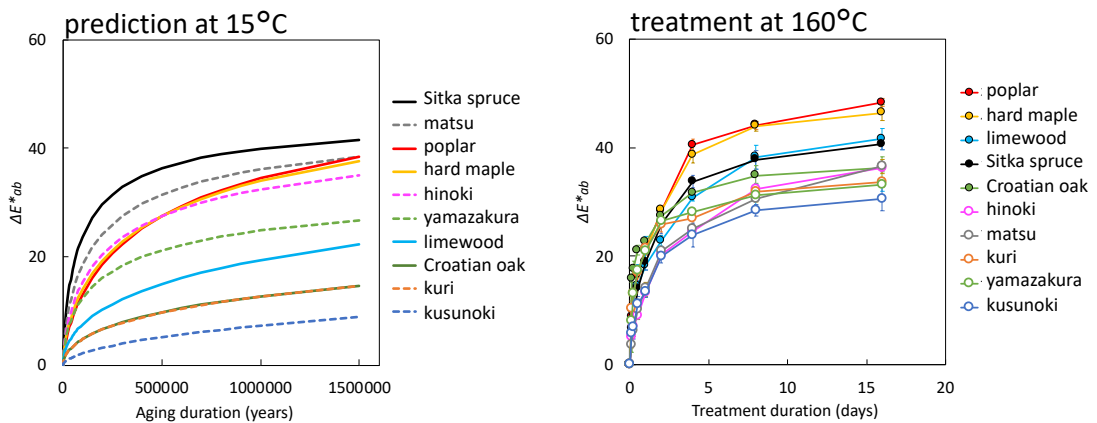 prediction at 15°C
60
40
20
0
ΔE*ab
0
500000
1000000
1500000
Aging duration (years)
Sitka spruce
matsu
poplar
hard maple
hinoki
yamazakura
limewood
Croatian oak
kuri
kusunoki
treatment at 160°C
60
40
20
0
ΔE*ab
0
5
10
15
20
Treatment duration (days)
poplar
hard maple
limewood
Sitka spruce
Croatian oak
hinoki
matsu
kuri
yamazakura
kusunoki